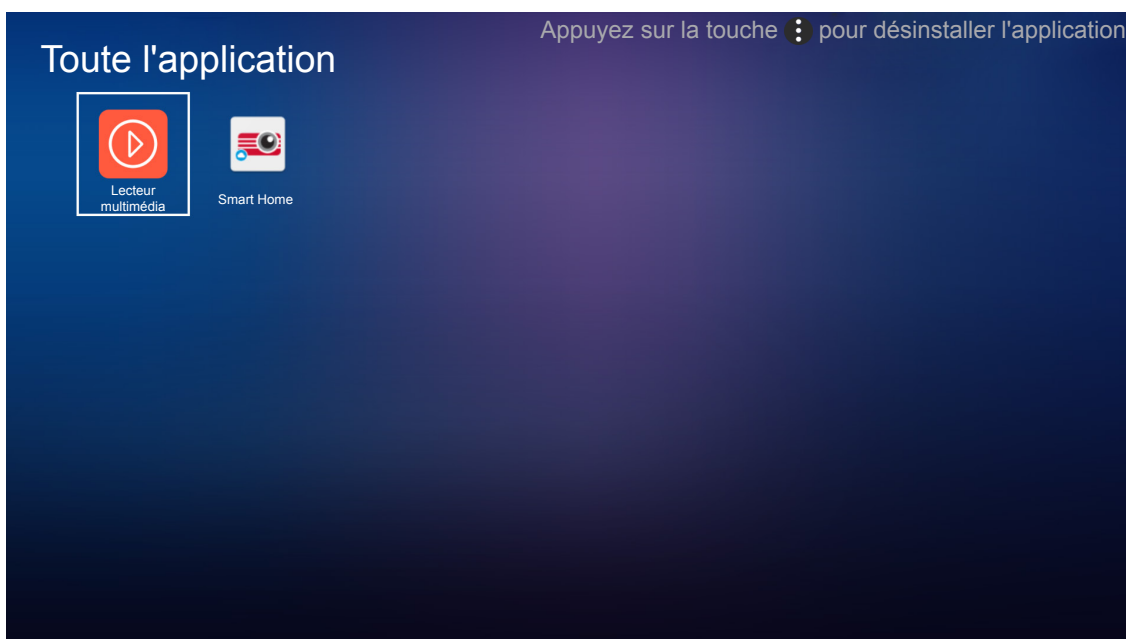 Appuyez sur la touche pour désinstaller l'application
Toute l'application
Lecteur
multimédia
Smart Home